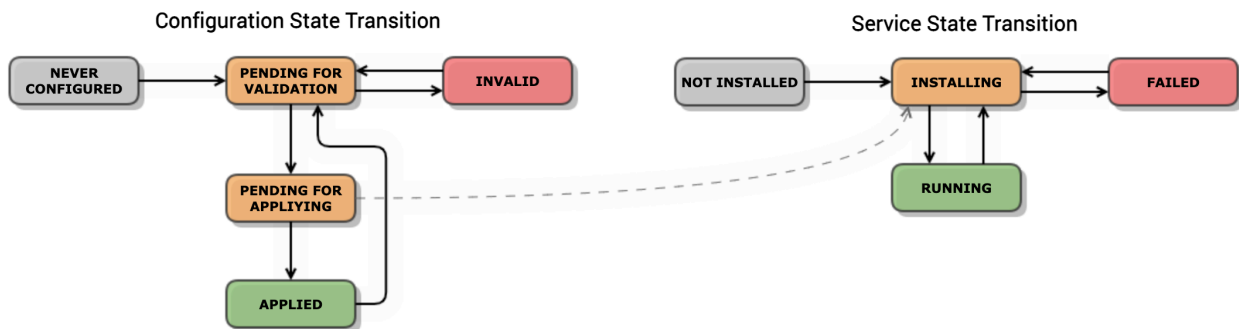 Configuration State Transition
Service State Transition
NEVER
CONFIGURED
PENDING FOR
VALIDATION
INVALID
NOT INSTALLED
INSTALLING
FAILED
PENDING FOR
APPLIYING
RUNNING
APPLIED